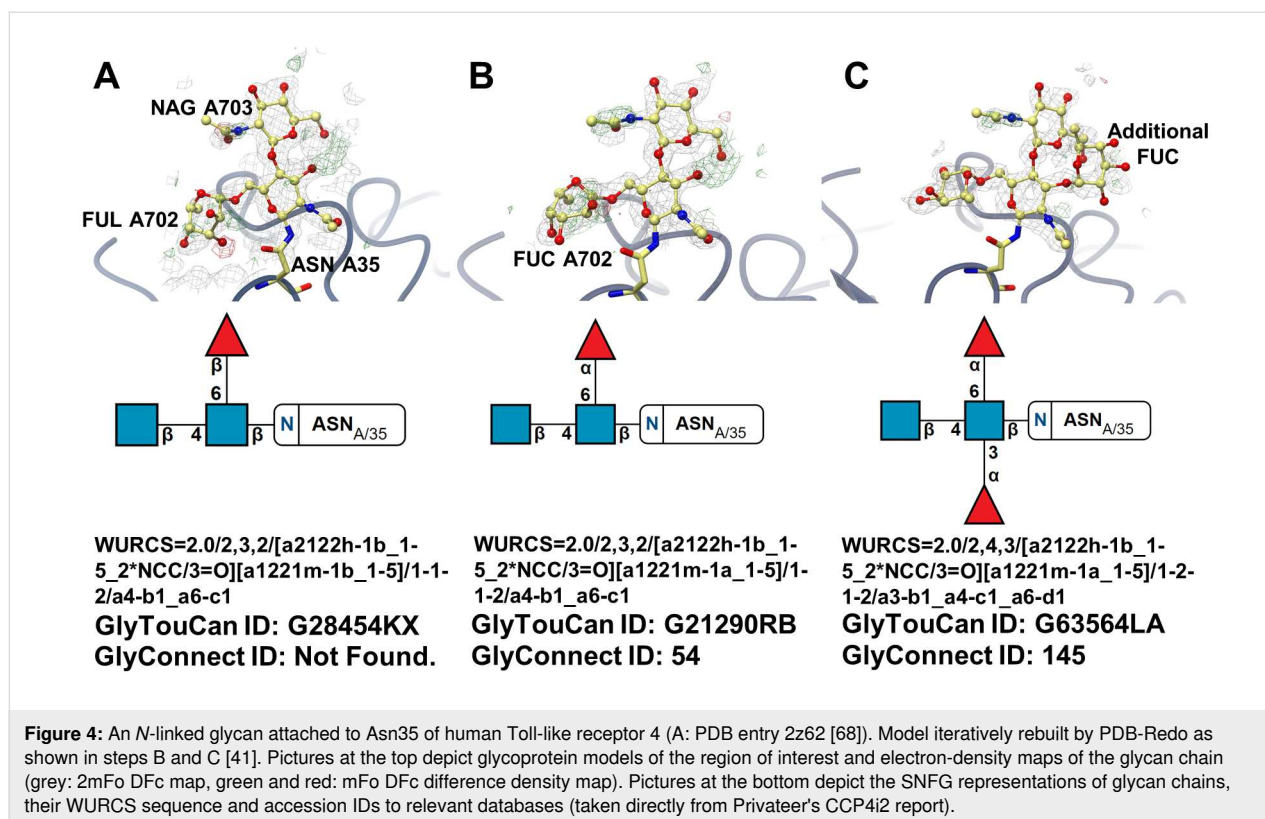 A
B
C
NAG A703
FUL A702
ASN A35
FUC A702
Additional
FUC
β
6
β 4 β N ASN A/35
α
6
β 4 β N ASN A/35
α
6
β 4 β N ASN A/35
3
α
WURCS=2.0/2,3,2/[a2122h-1b_1-
5_2*NCC/3=O][a1221m-1b_1-5]/1-1-
2/a4-b1_a6-c1
GlyTouCan ID: G28454KX
GlyConnect ID: Not Found.
WURCS=2.0/2,3,2/[a2122h-1b_1-
5_2*NCC/3=O][a1221m-1a_1-5]/1-
1-2/a4-b1_a6-c1
GlyTouCan ID: G21290RB
GlyConnect ID: 54
WURCS=2.0/2,4,3/[a2122h-1b_1-
5_2*NCC/3=O][a1221m-1a_1-5]/1-2-
1-2/a3-b1_a4-c1_a6-d1
GlyTouCan ID: G63564LA
GlyConnect ID: 145
Figure 4: An N-linked glycan attached to Asn35 of human Toll-like receptor 4 (A: PDB entry 2z62 [68]). Model iteratively rebuilt by PDB-Redo as
shown in steps B and C [41]. Pictures at the top depict glycoprotein models of the region of interest and electron-density maps of the glycan chain
(grey: 2mFo DFc map, green and red: mFo DFc difference density map). Pictures at the bottom depict the SNFG representations of glycan chains,
their WURCS sequence and accession IDs to relevant databases (taken directly from Privateer's CCP4i2 report).